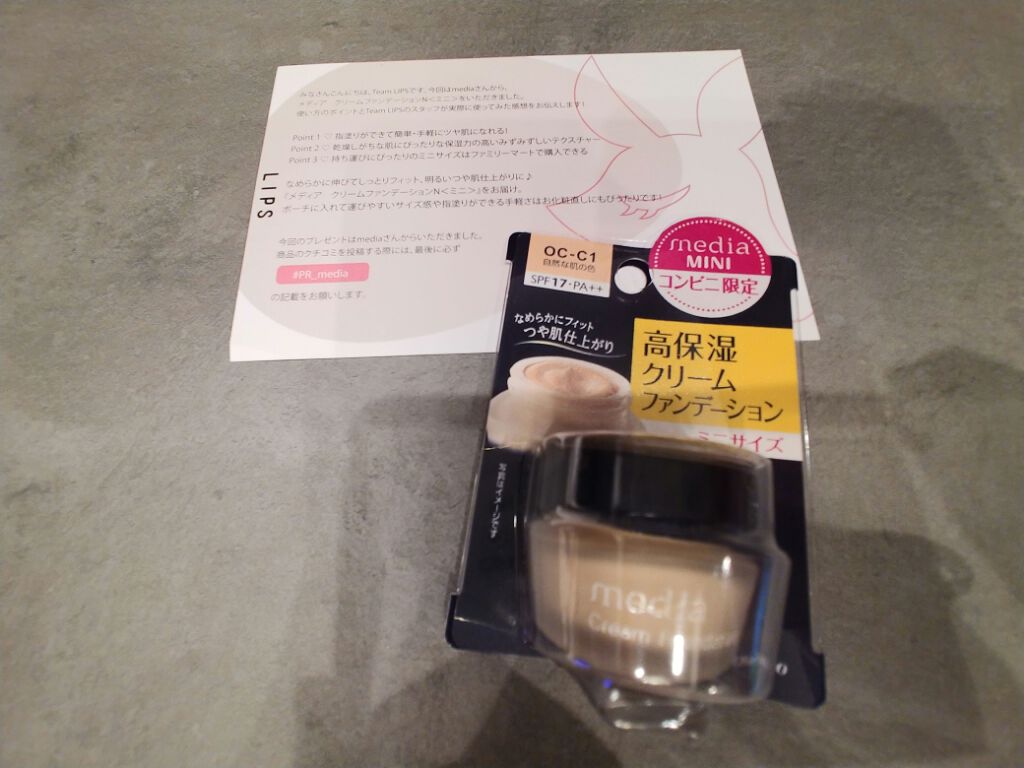 みなさんこんにちは、Team LIPSです。今回はmediaさんから、
メディア クリームファンデーションN<ミニ>をいただきました。
使い方のポイントとTeam LIPSのスタッフが実際に使ってみた感想をお伝えします!
Point 1 ♡ 指塗りができて簡単・手軽にツヤ肌になれる!
Point 2 ♡ 乾燥しがちな肌にぴったりな保湿力の高いみずみずしいテクスチャー
Point 3 ♡ 持ち運びにぴったりのミニサイズはファミリーマートで購入できる
なめらかに伸びてしっとりフィット、明るいつや肌仕上がりに♪
『メディア クリームファンデーションN<ミニ>』をお届け。
ポーチに入れて運びやすいサイズ感や指塗りができる手軽さはお化粧直しにもぴったりです!
LIPS
今回のプレゼントはmediaさんからいただきました。
商品のクチコミを投稿する際には、最後に必ず
#PR_media
の記載をお願いします。
OC-C1
自然な肌の色
SPF17・PA++
media
MINI
コンビニ限定
なめらかにフィット
つや肌仕上がり
高保湿
クリーム
ファンデーション
ミニサイズ
media
Cream